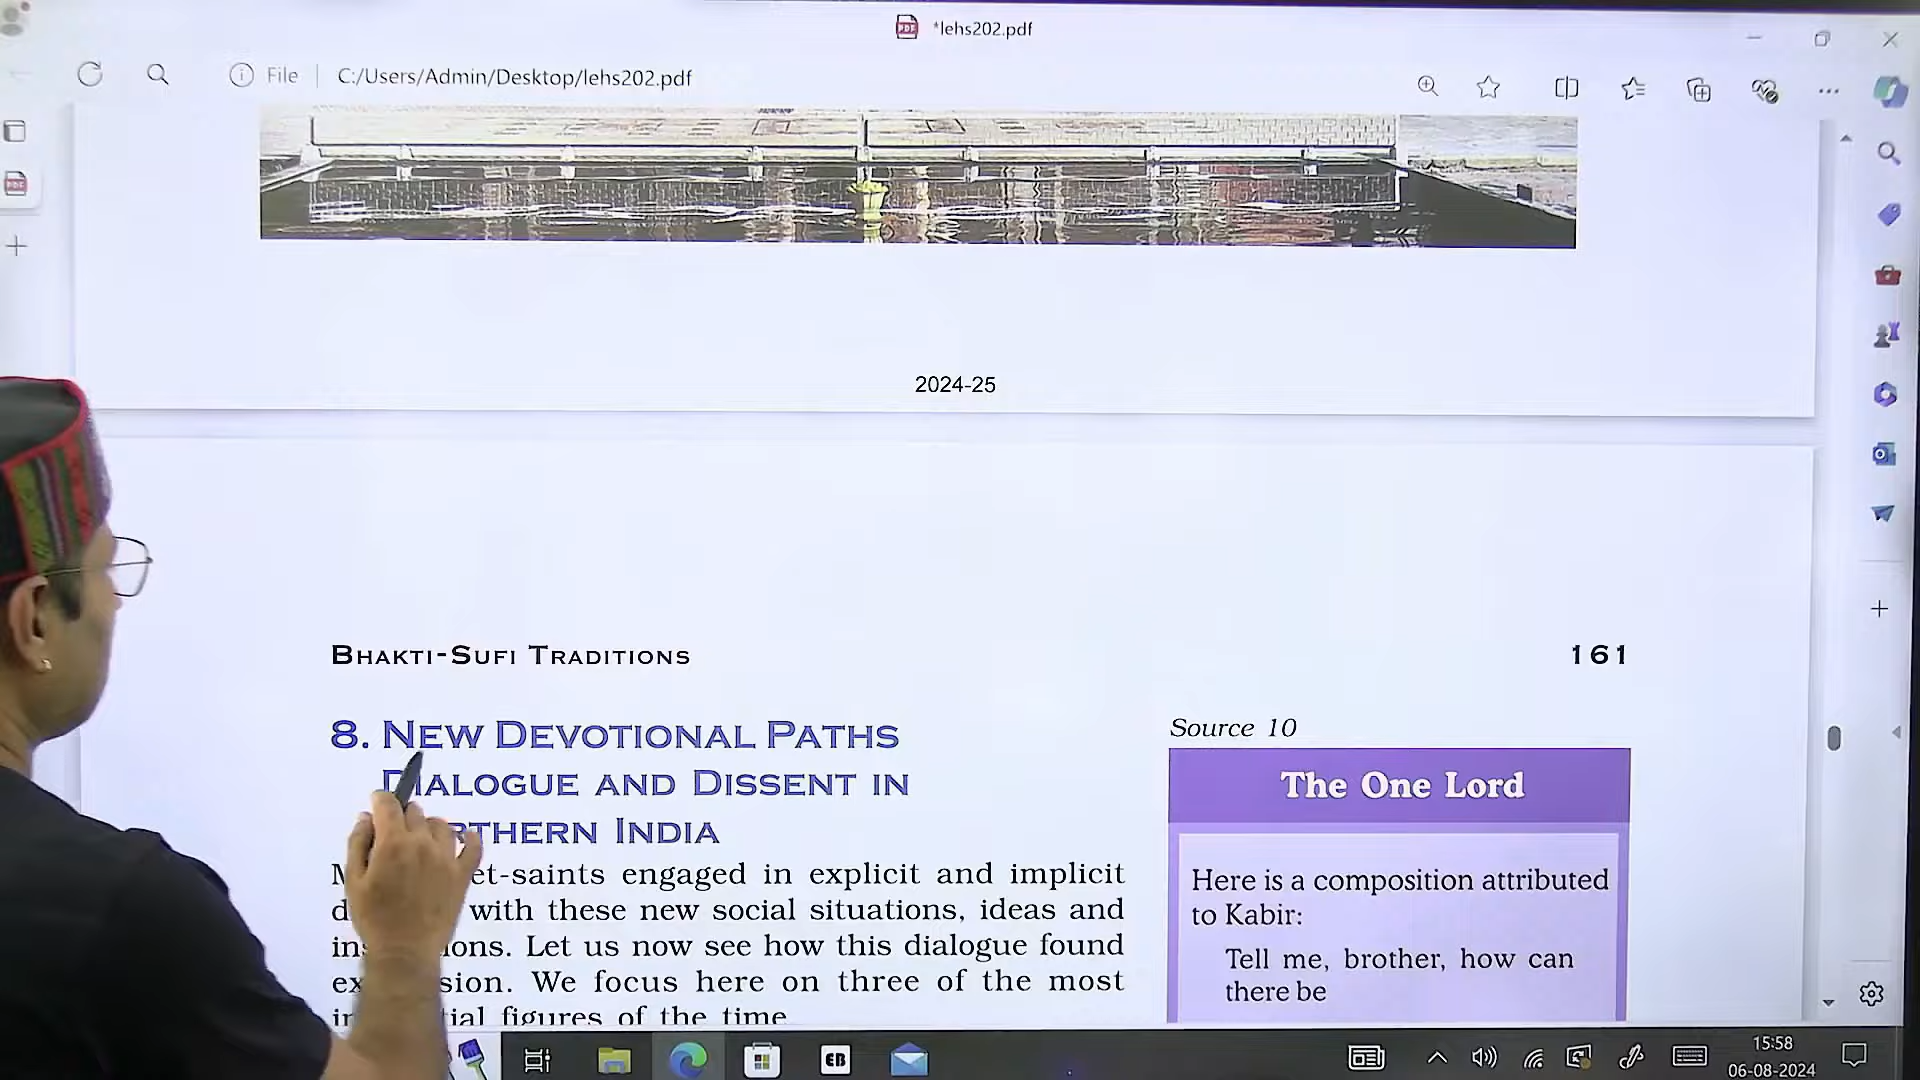 *lehs202.pdf
File
C:/Users/Admin/Desktop/lehs202.pdf
2024-25
BHAKTI-SUFI TRADITIONS
161
8. NEW DEVOTIONAL PATHS
DIALOGUE AND DISSENT IN
INDIA
et-saints engaged in explicit and implicit
with these new social situations, ideas and
ions. Let us now see how this dialogue found
sion. We focus here on three of the most
tial figures of the time
Source 10
The One Lord
Here is a composition attributed
to Kabir:
Tell me, brother, how can
there be
EB
15:58
06-08-2024